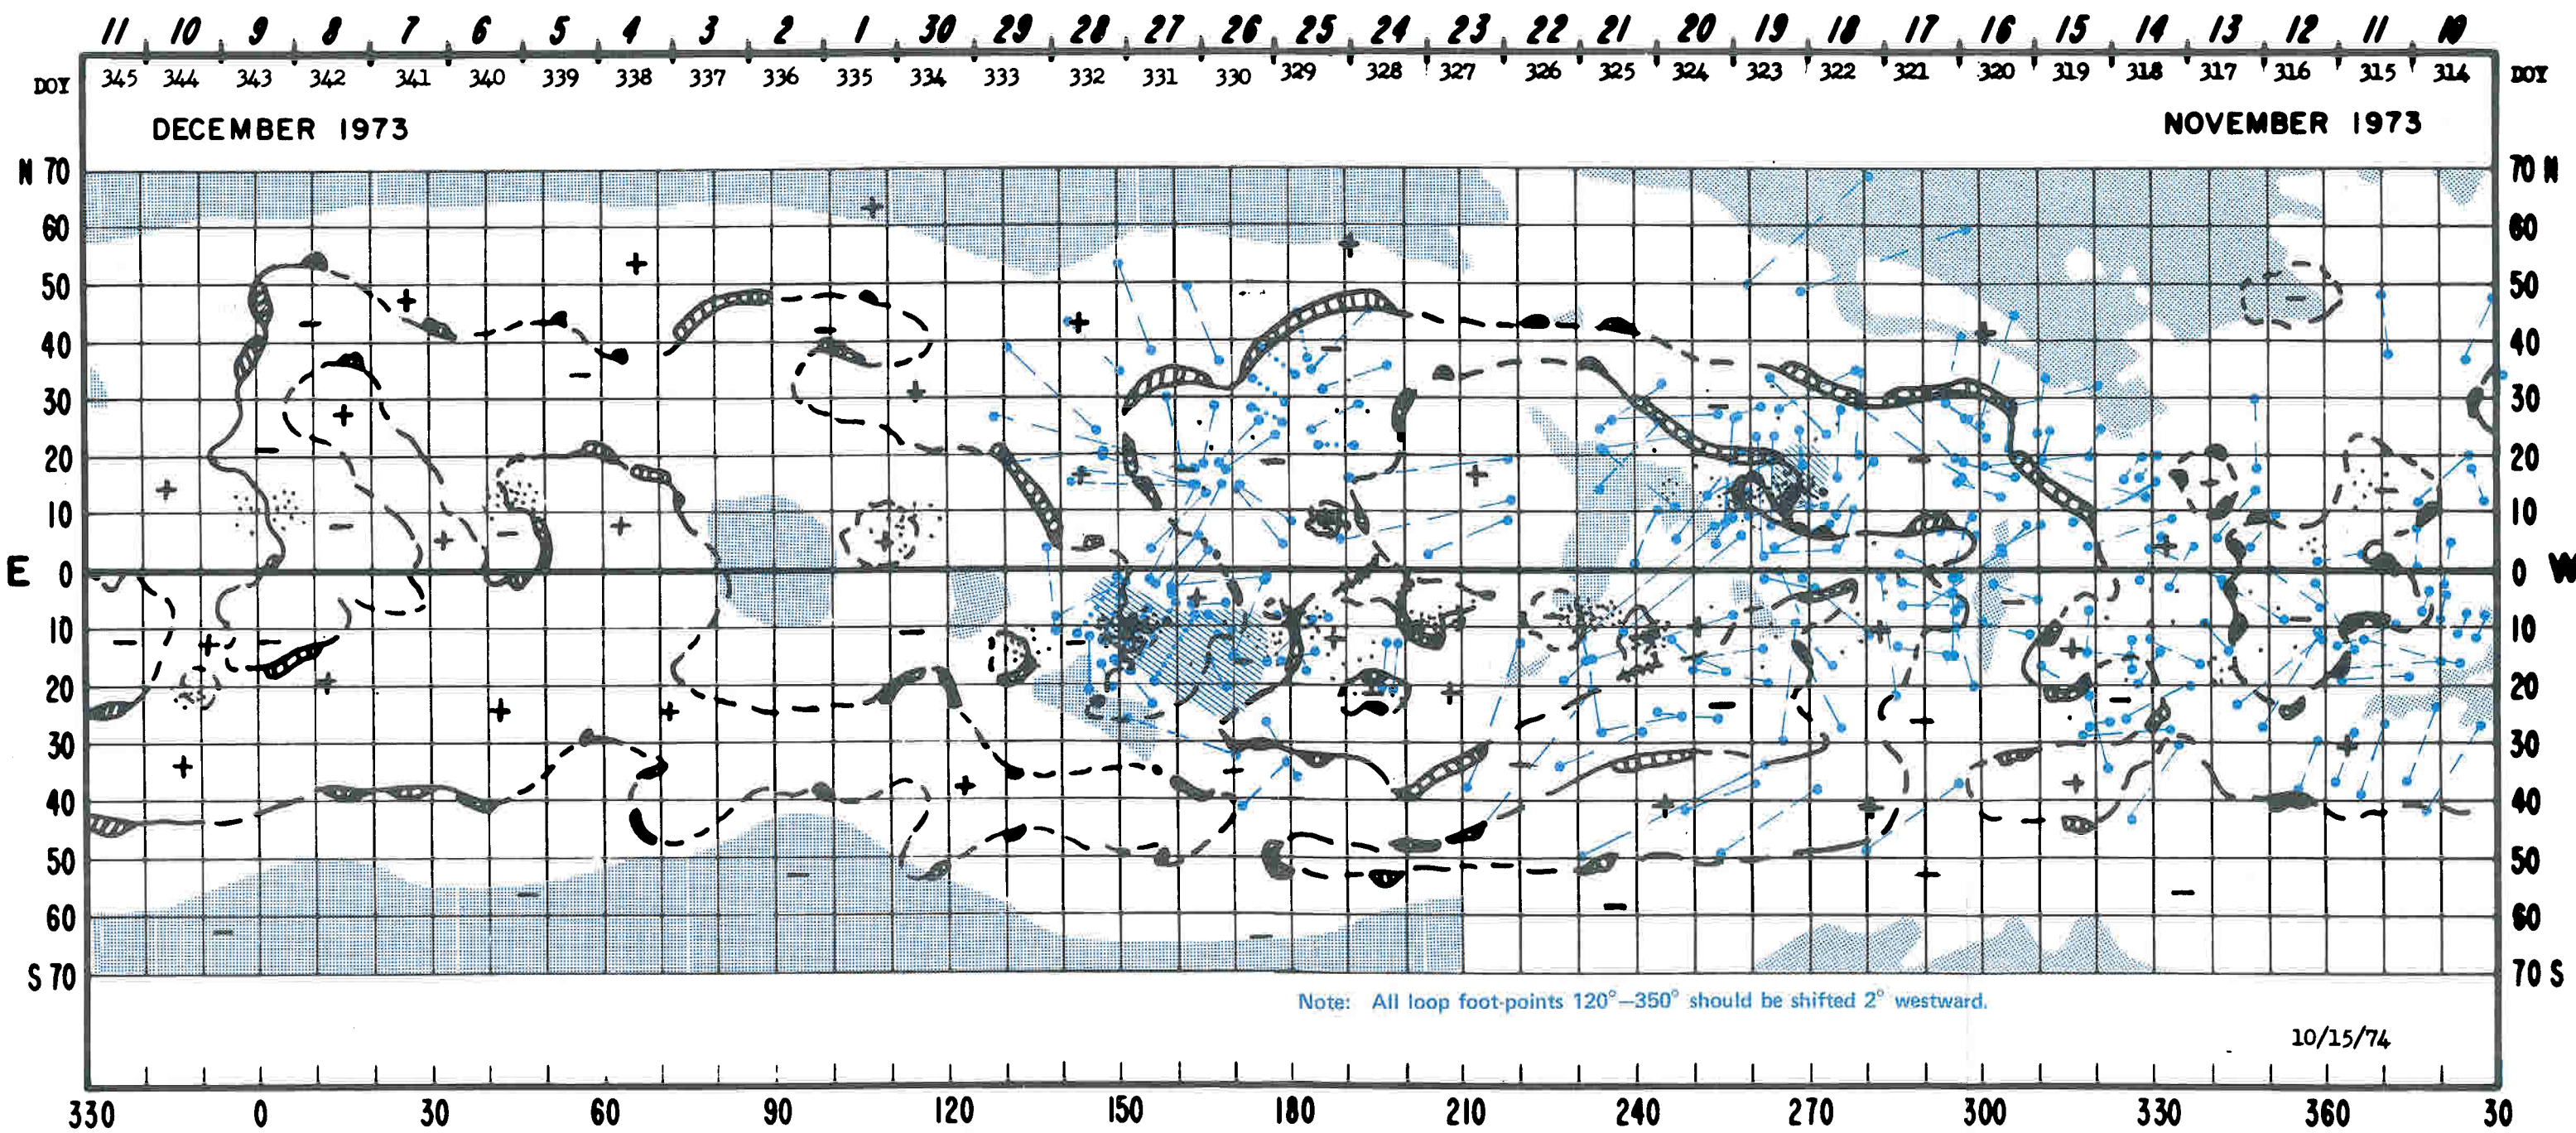 11 10 9 8 7 6 5 4 3 2 1 30 29 28 27 26 25 24 23 22 21 20 19 18 17 16 15 14 13 12 11 10
DOY 345 344 343 342 341 340 339 338 337 336 335 334 333 332 331 330 329 328 327 326 325 324 323 322 321 320 319 318 317 316 315 314 DOY
DECEMBER 1973 NOVEMBER 1973
N 70 70 N
60 60
50 50
40 40
30 30
20 20
10 10
E 0 0 W
10 10
20 20
30 30
40 40
50 50
60 60
S 70 70 S
Note: All loop foot-points 120°–350° should be shifted 2° westward.
10/15/74
330 0 30 60 90 120 150 180 210 240 270 300 330 360 30